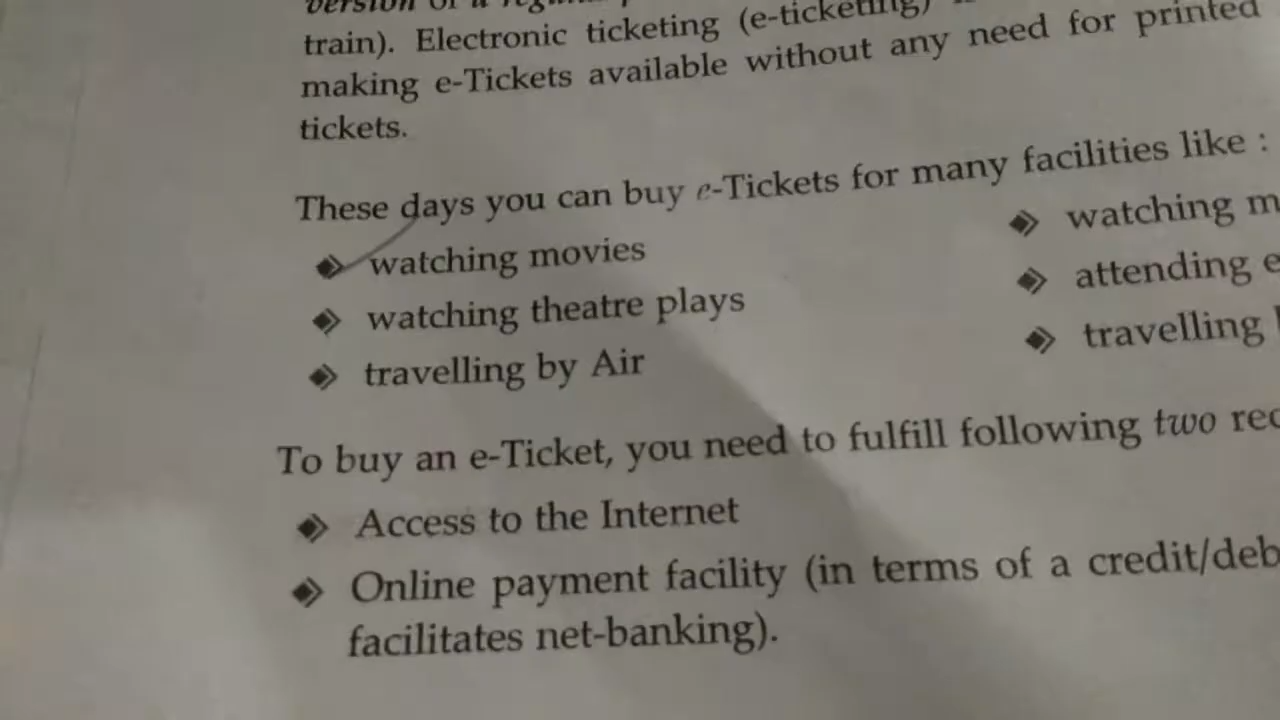 version of a
train). Electronic ticketing (e-ticketing)
making e-Tickets available without any need for printed
tickets.
These days you can buy e-Tickets for many facilities like :
watching movies
watching
watching theatre plays
attending
travelling by Air
travelling
To buy an e-Ticket, you need to fulfill following two
Access to the Internet
Online payment facility (in terms of a credit/deb
facilitates net-banking).